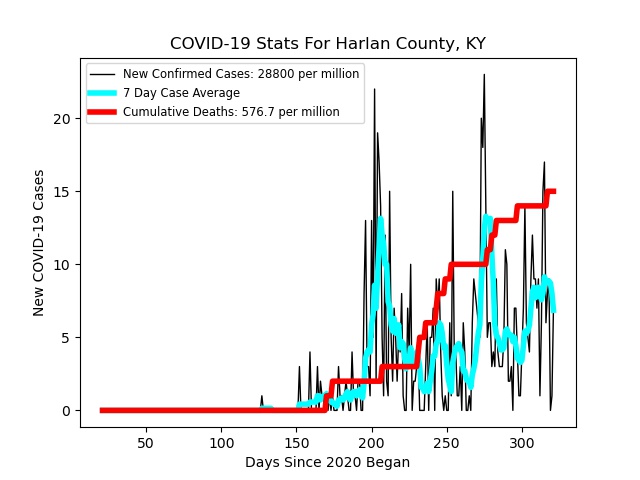 COVID-19 Stats For Harlan County, KY
New Confirmed Cases: 28800 per million
7 Day Case Average
Cumulative Deaths: 576.7 per million
New COVID-19 Cases
20
15
10
5
0
50 100 150 200 250 300
Days Since 2020 Began